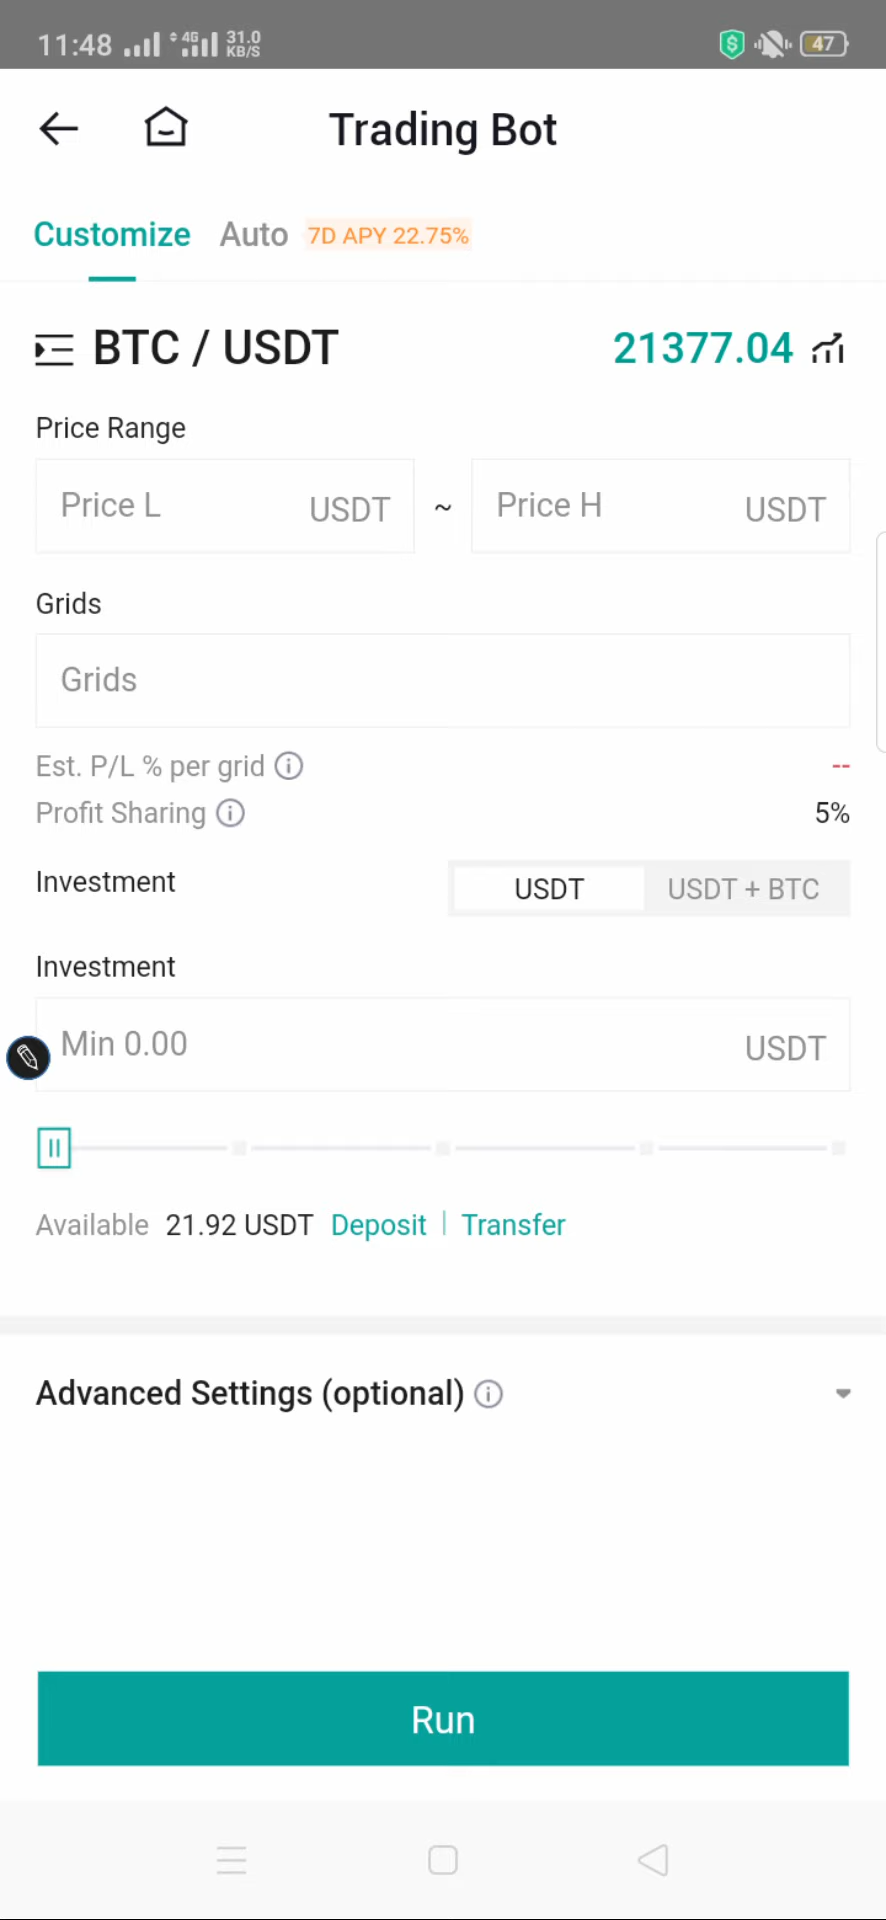 11:48 4G 31.0 KB/S $ 47
Trading Bot
Customize Auto 7D APY 22.75%
BTC / USDT 21377.04
Price Range
Price L USDT ~ Price H USDT
Grids
Grids
Est. P/L % per grid --
Profit Sharing 5%
Investment USDT USDT + BTC
Investment
Min 0.00 USDT
Available 21.92 USDT Deposit | Transfer
Advanced Settings (optional)
Run